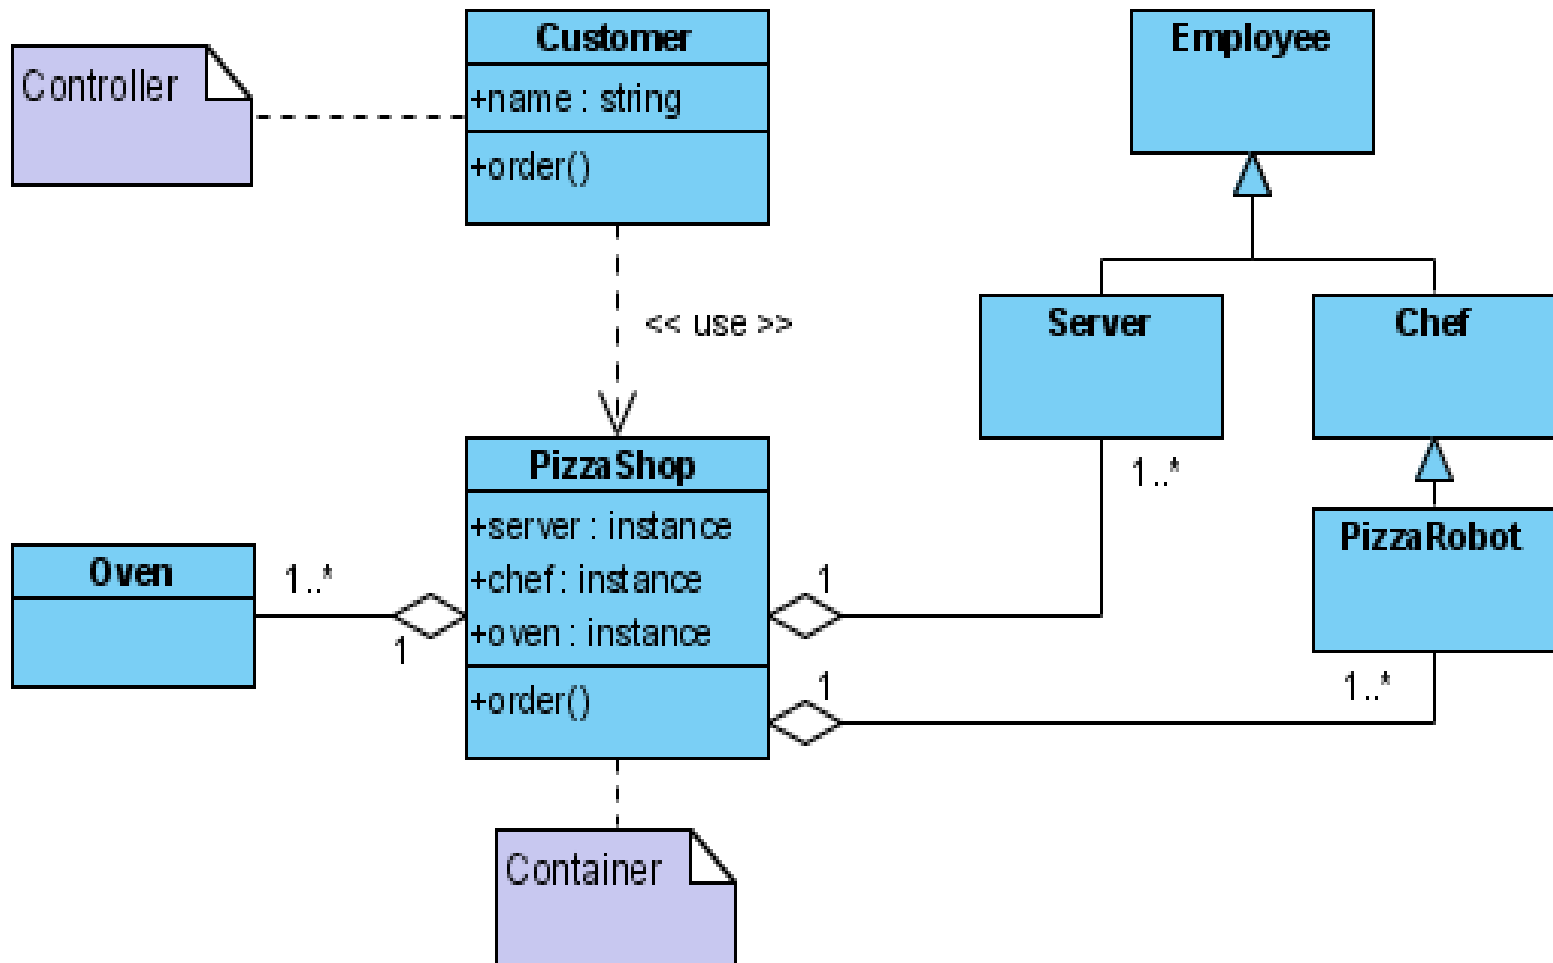 Controller
Customer
+name : string
+order()
Employee
<< use >>
Server
Chef
1..*
PizzaShop
+server : instance
+chef : instance
+oven : instance
+order()
Oven
1..*
1
1
1
PizzaRobot
1..*
Container